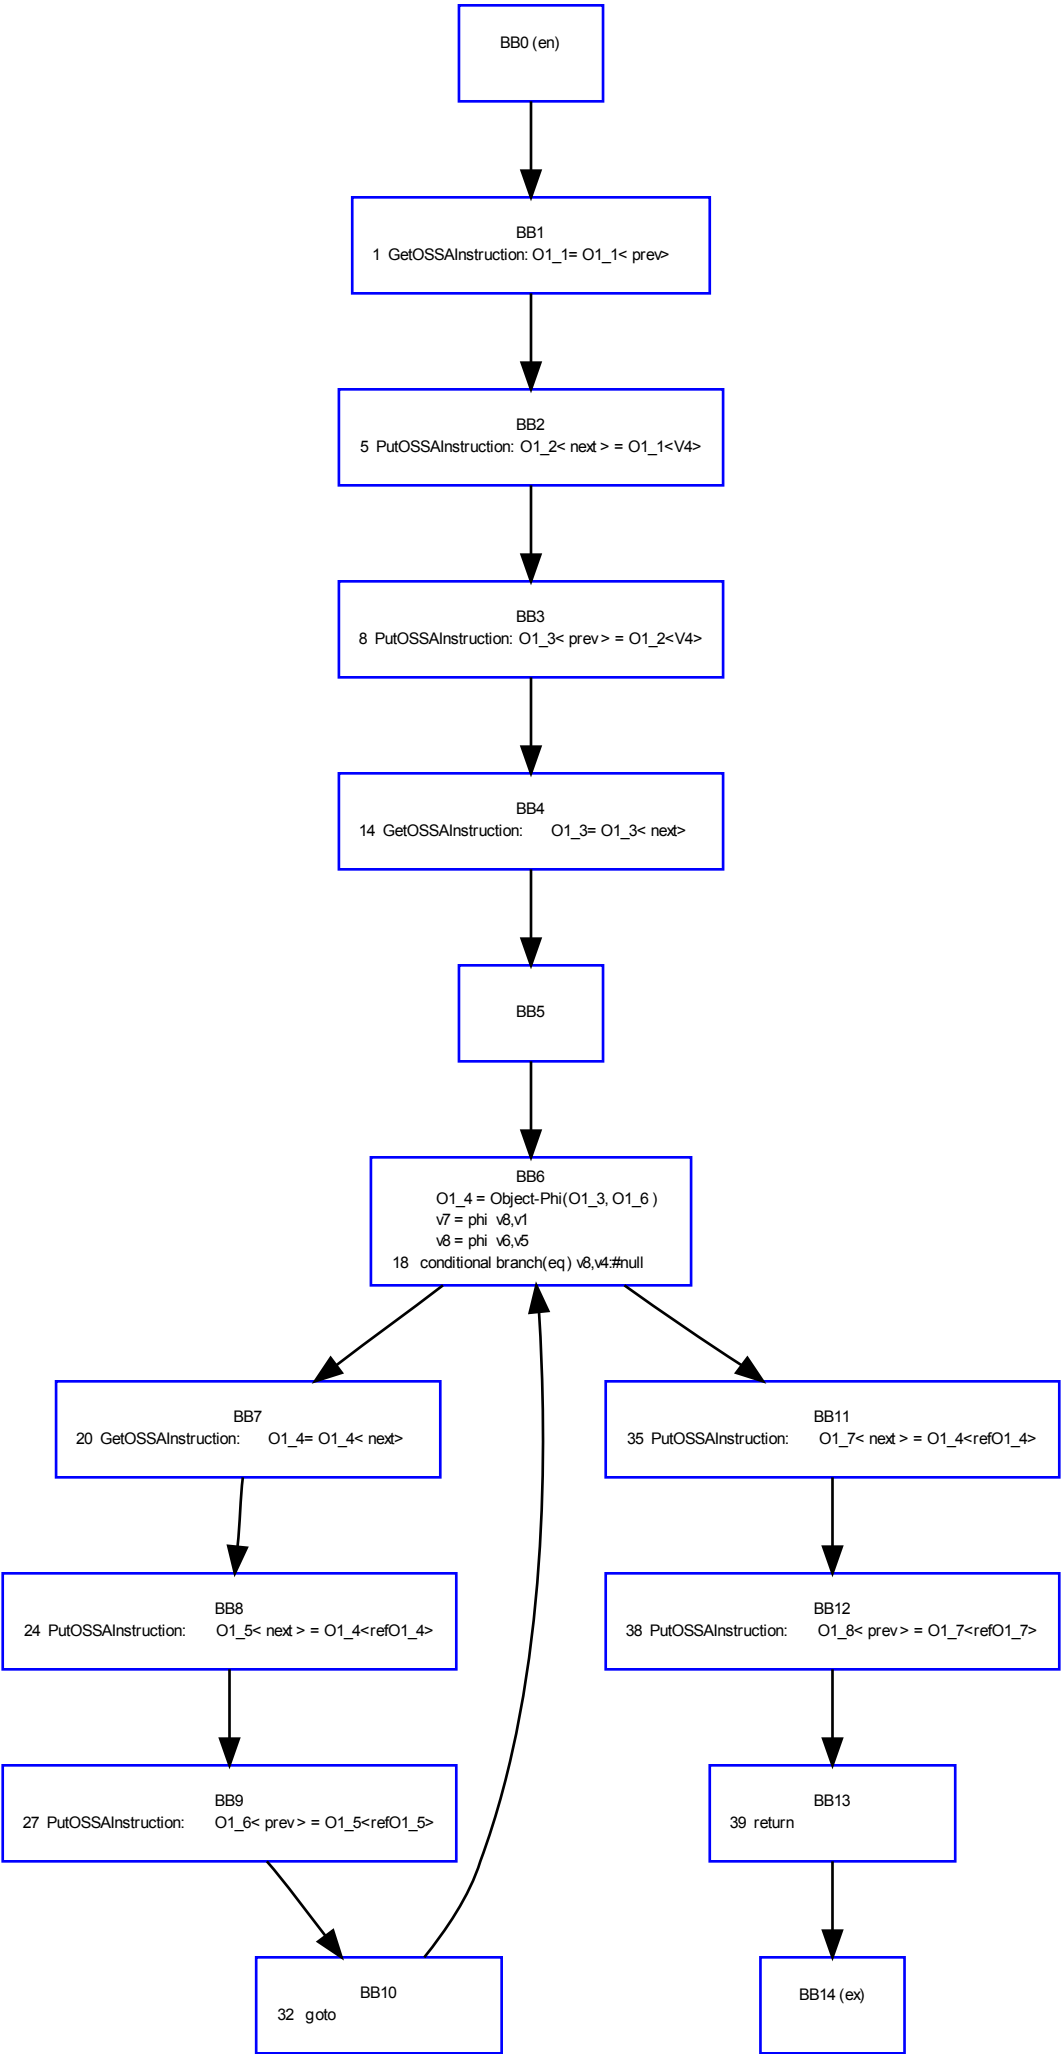 BB0 (en)
BB1
1 GetOSSAInstruction: O1_1= O1_1< prev>
BB2
5 PutOSSAInstruction: O1_2< next > = O1_1<V4>
BB3
8 PutOSSAInstruction: O1_3< prev > = O1_2<V4>
BB4
14 GetOSSAInstruction: O1_3= O1_3< next>
BB5
BB6
O1_4 = Object-Phi(O1_3, O1_6 )
v7 = phi v8,v1
v8 = phi v6,v5
18 conditional branch(eq ) v8,v4:#null
BB7
20 GetOSSAInstruction: O1_4= O1_4< next>
BB11
35 PutOSSAInstruction: O1_7< next > = O1_4<refO1_4>
BB8
24 PutOSSAInstruction: O1_5< next > = O1_4<refO1_4>
BB12
38 PutOSSAInstruction: O1_8< prev > = O1_7<refO1_7>
BB9
27 PutOSSAInstruction: O1_6< prev > = O1_5<refO1_5>
BB13
39 return
BB10
32 goto
BB14 (ex)